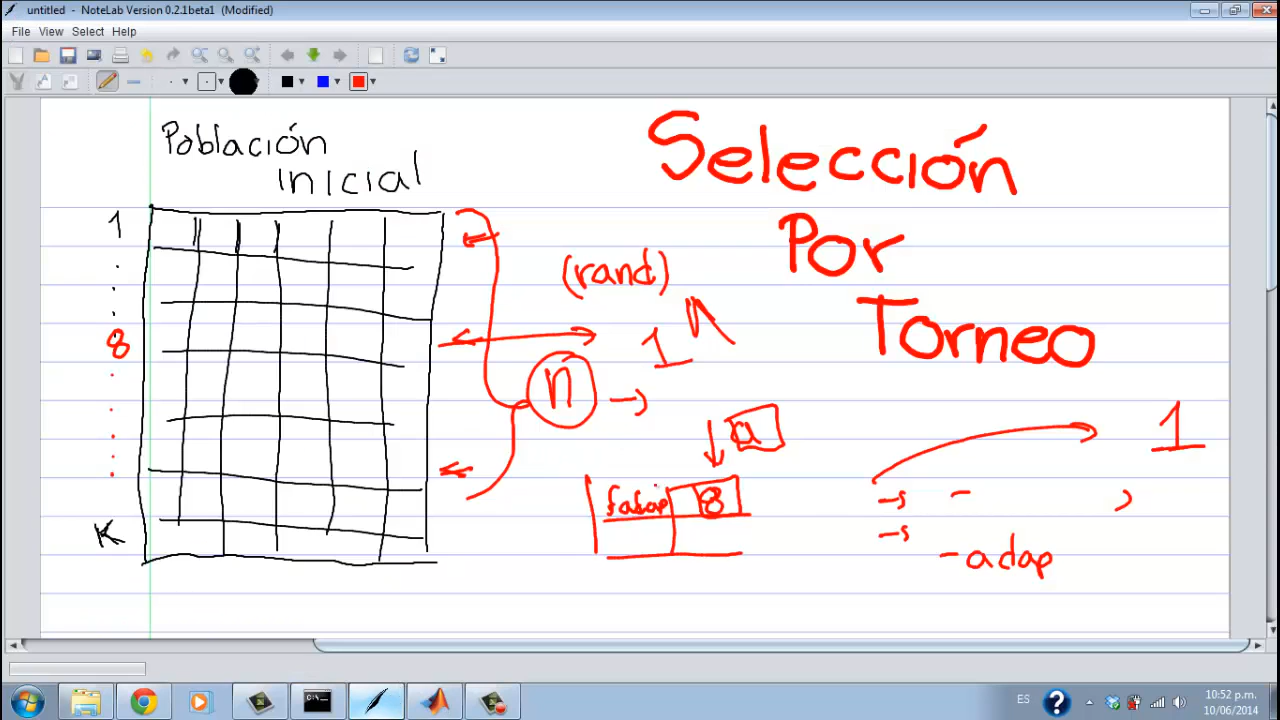 untitled - NoteLab Version 0.2.1beta1 (Modified)
File View Select Help
Población
inicial
Selección
Por
Torneo
1
8
K
(rand)
1
n
a
1
fadap 8
- adap
ES
10:52 p.m.
10/06/2014